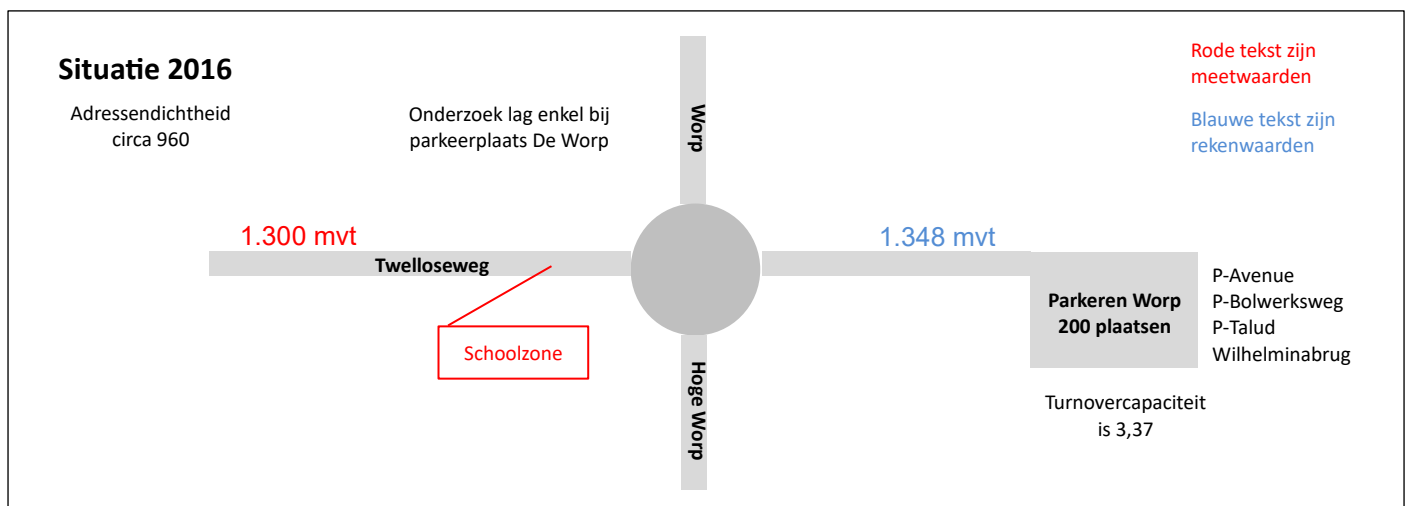 Situatie 2016
Adressendichtheid
circa 960
Onderzoek lag enkel bij
parkeerplaats De Worp
Worp
Rode tekst zijn
meetwaarden
Blauwe tekst zijn
rekenwaarden
1.300 mvt
1.348 mvt
Twelloseweg
Schoolzone
Hoge Worp
Parkeren Worp
200 plaatsen
P-Avenue
P-Bolwerksweg
P-Talud
Wilhelminabrug
Turnovercapaciteit
is 3,37